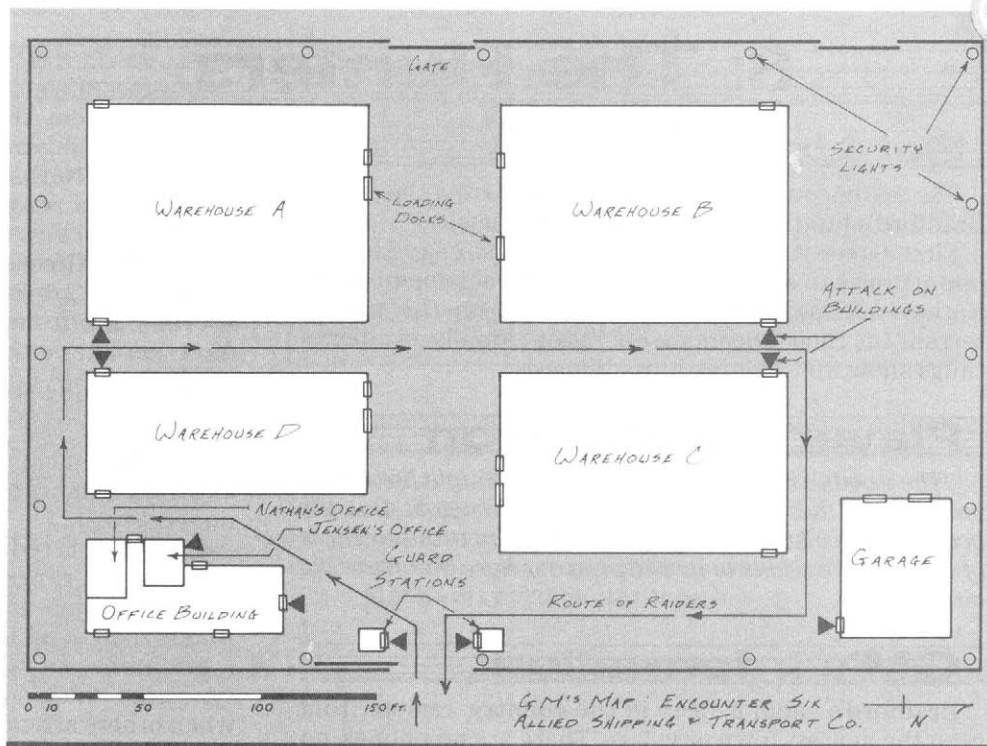 GATE
SECURITY
LIGHTS
WAREHOUSE A
LOADING
DOCKS
WAREHOUSE B
ATTACK ON
BUILDINGS
WAREHOUSE D
WAREHOUSE C
NATHAN'S OFFICE
JENSEN'S OFFICE
GUARD
STATIONS
GARAGE
OFFICE BUILDING
ROUTE OF RAIDERS
0 10 50 100 150 FT.
GM'S MAP: ENCOUNTER SIX
ALLIED SHIPPING & TRANSPORT CO.
N